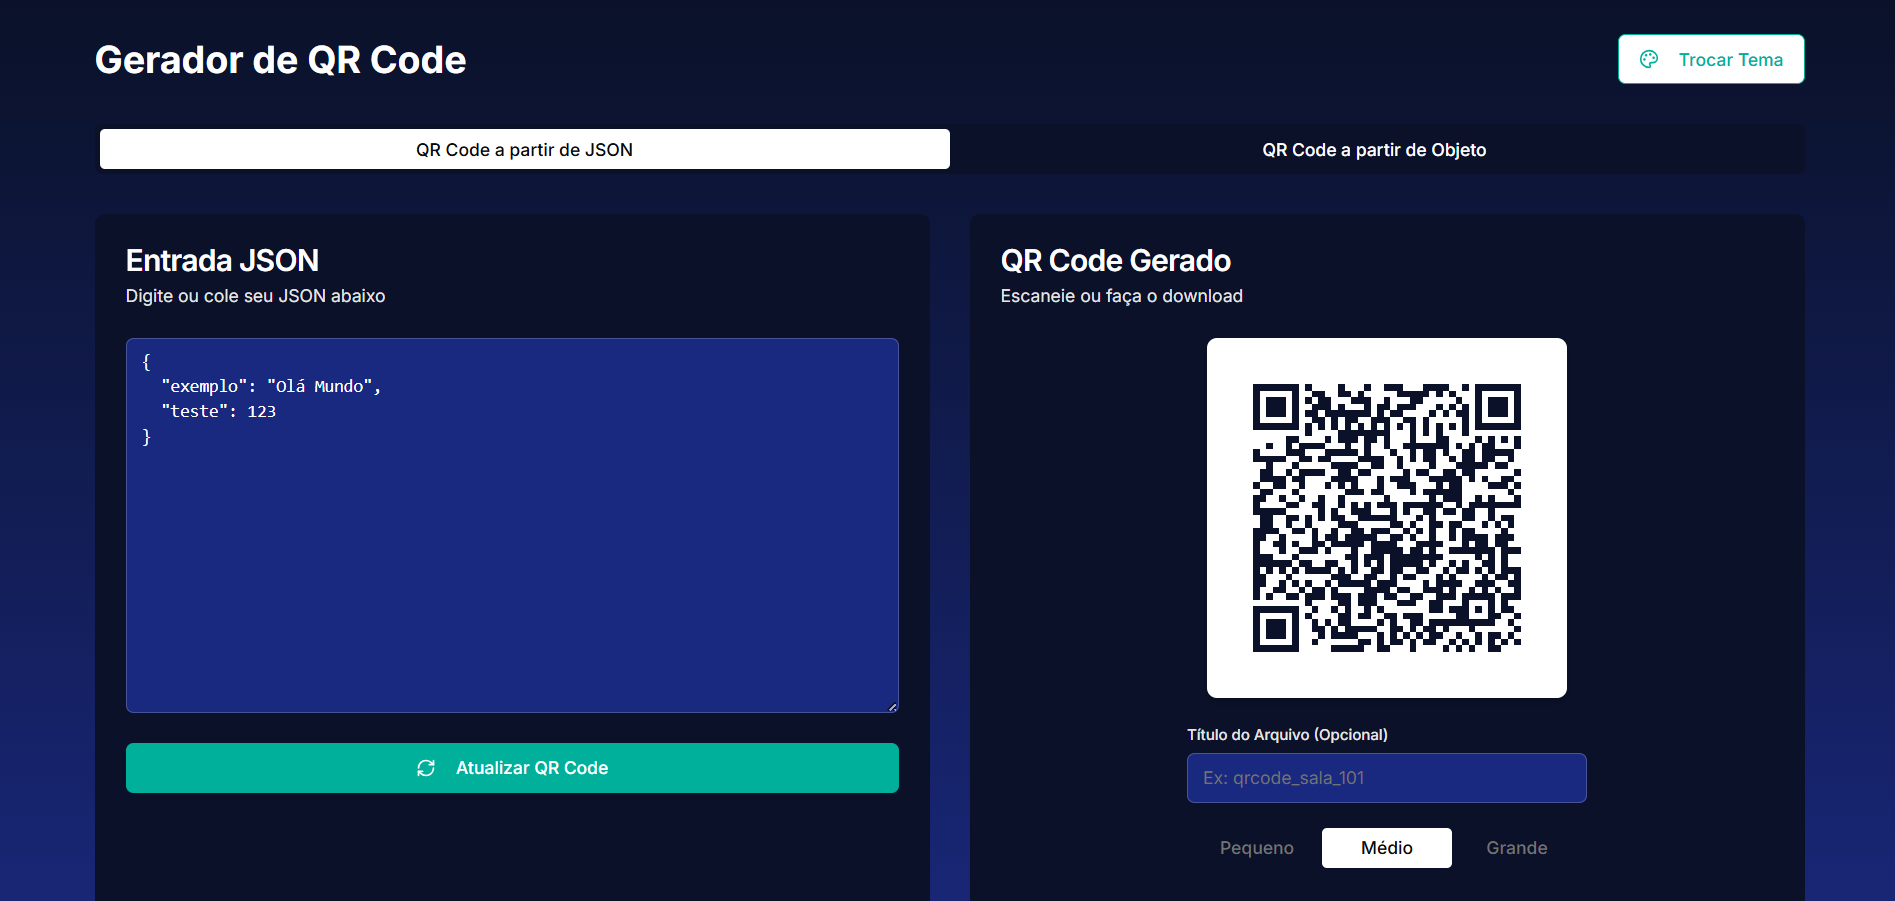 Gerador de QR Code
Trocar Tema
QR Code a partir de JSON
QR Code a partir de Objeto
Entrada JSON
Digite ou cole seu JSON abaixo
{
  "exemplo": "Olá Mundo",
  "teste": 123
}
Atualizar QR Code
QR Code Gerado
Escaneie ou faça o download
Título do Arquivo (Opcional)
Ex: qrcode_sala_101
Pequeno
Médio
Grande